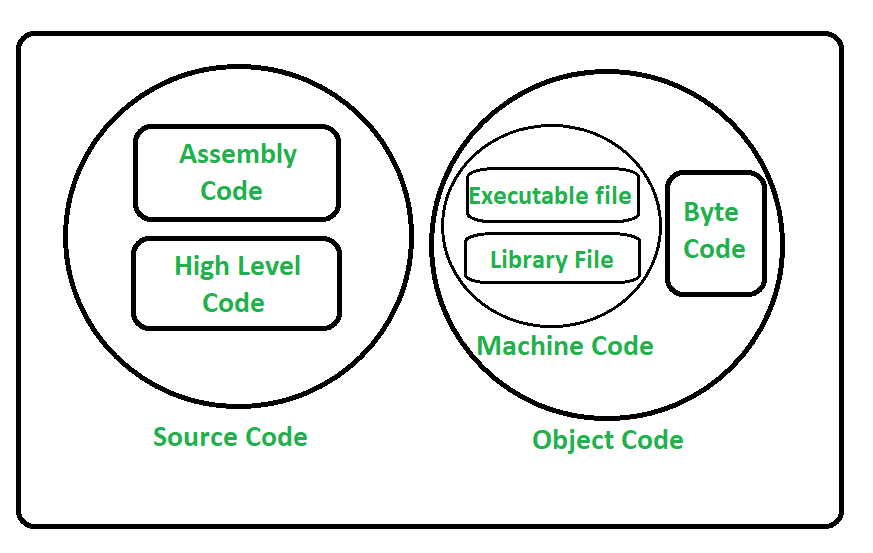 Assembly
Code
High Level
Code
Source Code
Executable file
Library File
Machine Code
Byte
Code
Object Code